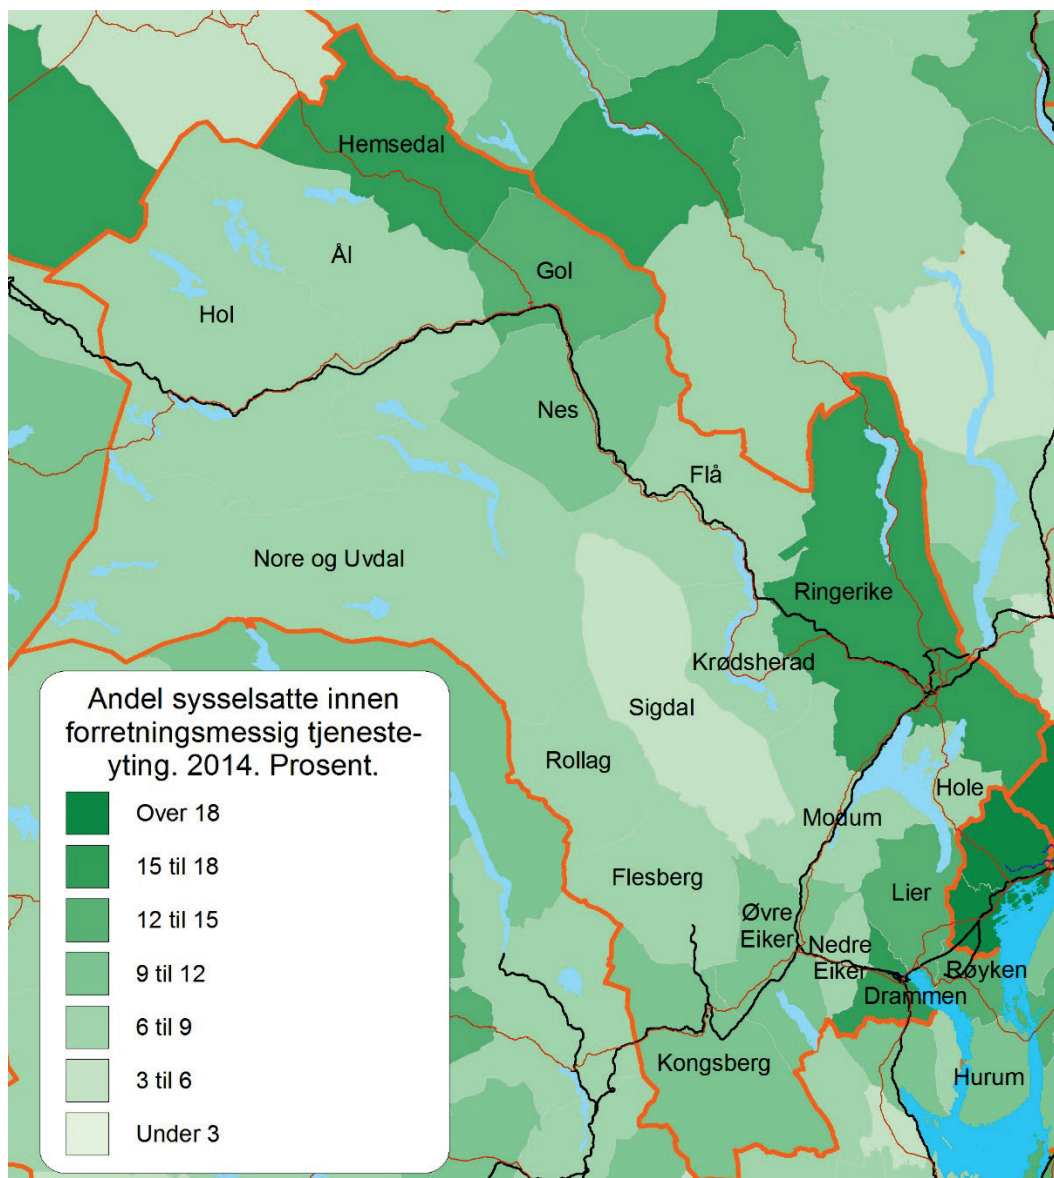 Hemsedal
Ål
Gol
Hol
Nes
Flå
Nore og Uvdal
Ringerike
Krødsherad
Sigdal
Rollag
Hole
Modum
Flesberg
Lier
Øvre
Eiker
Nedre
Eiker
Røyken
Drammen
Kongsberg
Hurum
Andel sysselsatte innen
forretningsmessig tjeneste-
yting. 2014. Prosent.
Over 18
15 til 18
12 til 15
9 til 12
6 til 9
3 til 6
Under 3